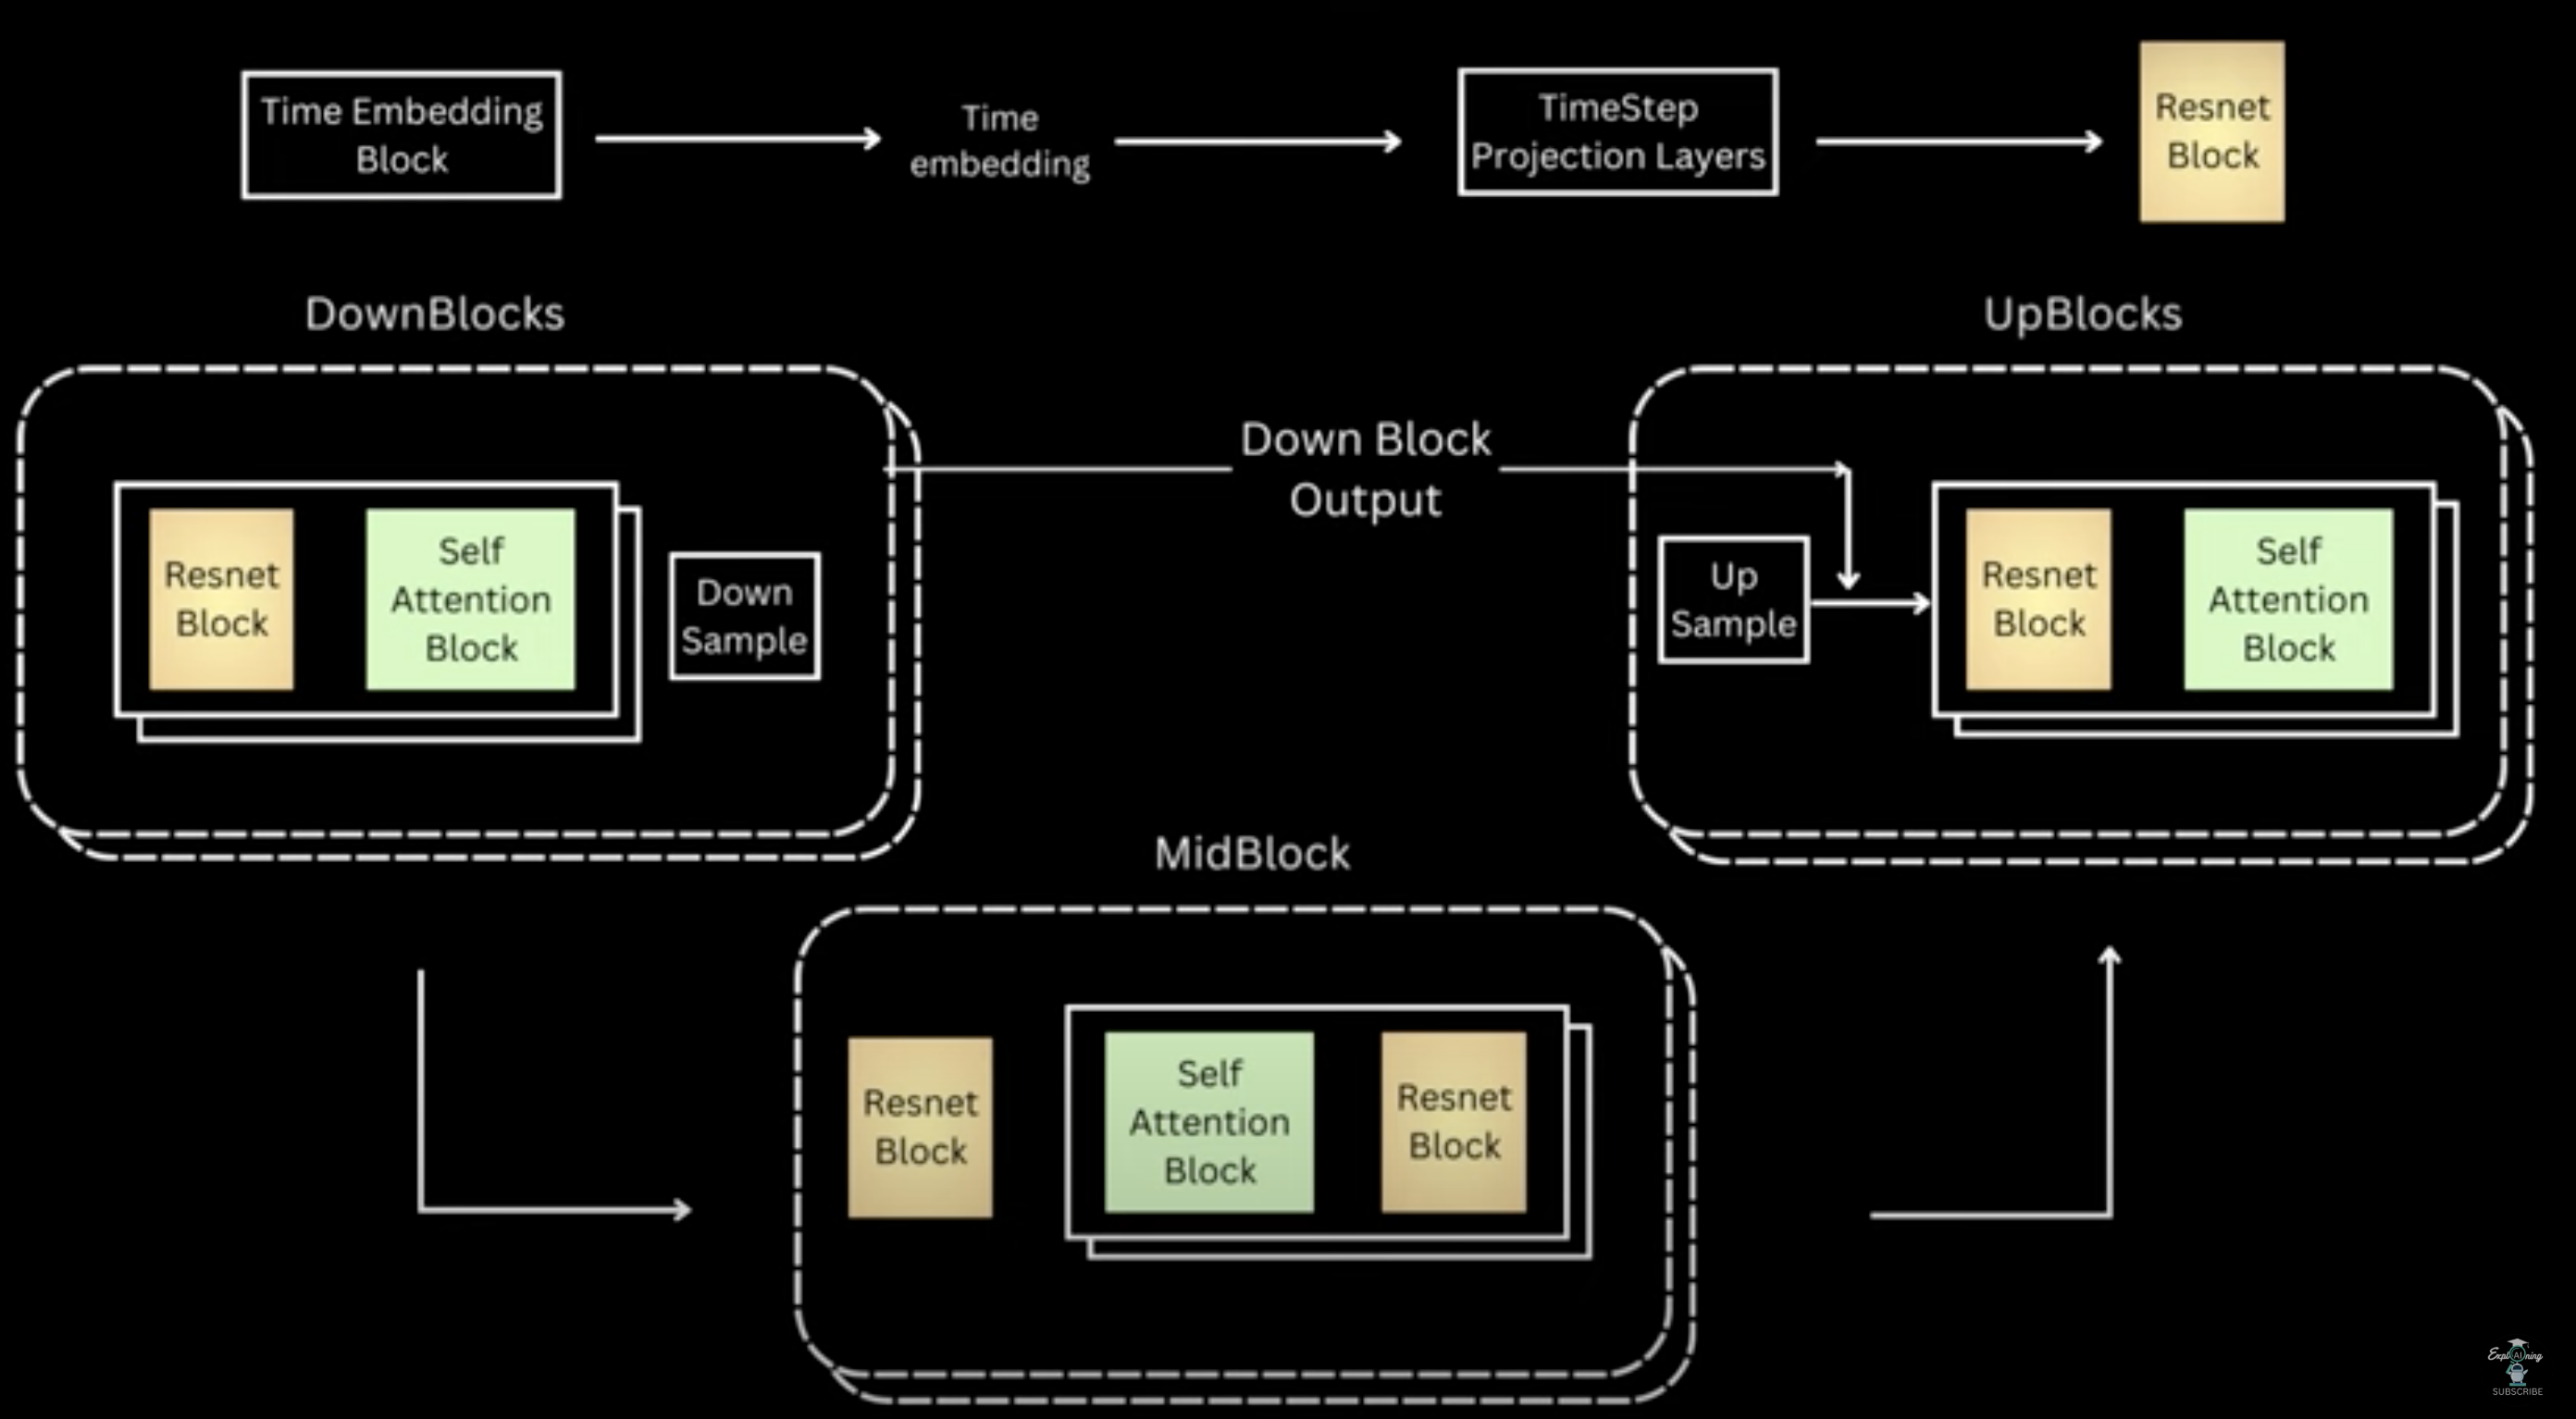 Time Embedding
Block
Time
embedding
TimeStep
Projection Layers
Resnet
Block
DownBlocks
UpBlocks
Down Block
Output
Resnet
Block
Self
Attention
Block
Down
Sample
Up
Sample
Resnet
Block
Self
Attention
Block
MidBlock
Resnet
Block
Self
Attention
Block
Resnet
Block
ExplAIning
SUBSCRIBE